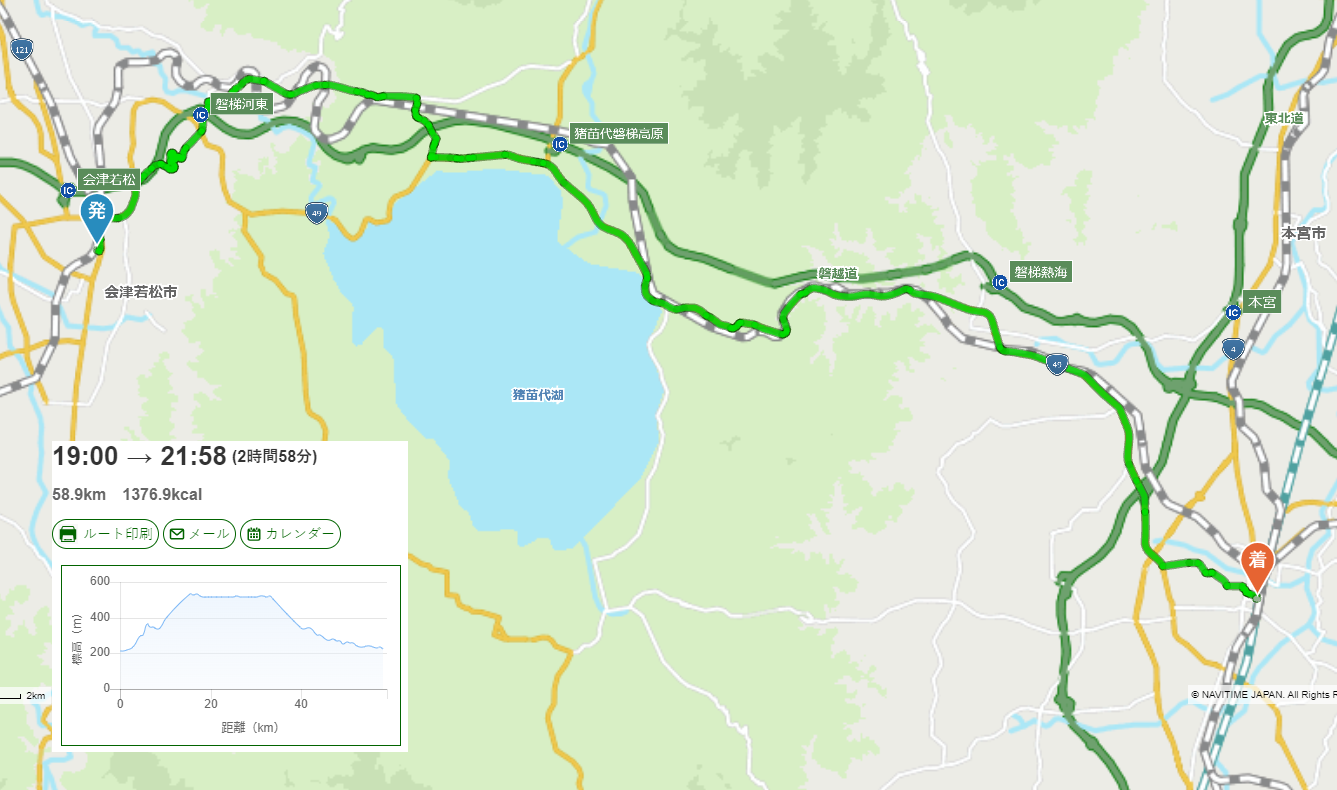 121
東北道
磐梯河東
IC
猪苗代磐梯高原
IC
会津若松
IC
発
49
本宮市
磐梯熱海
IC
磐越道
会津若松市
本宮
IC
4
49
猪苗代湖
19:00 → 21:58 (2時間58分)
58.9km 1376.9kcal
ルート印刷 メール カレンダー
着
600
400
200
0
標高（m）
0 20 40
距離（km）
2km
© NAVITIME JAPAN. All Rights R